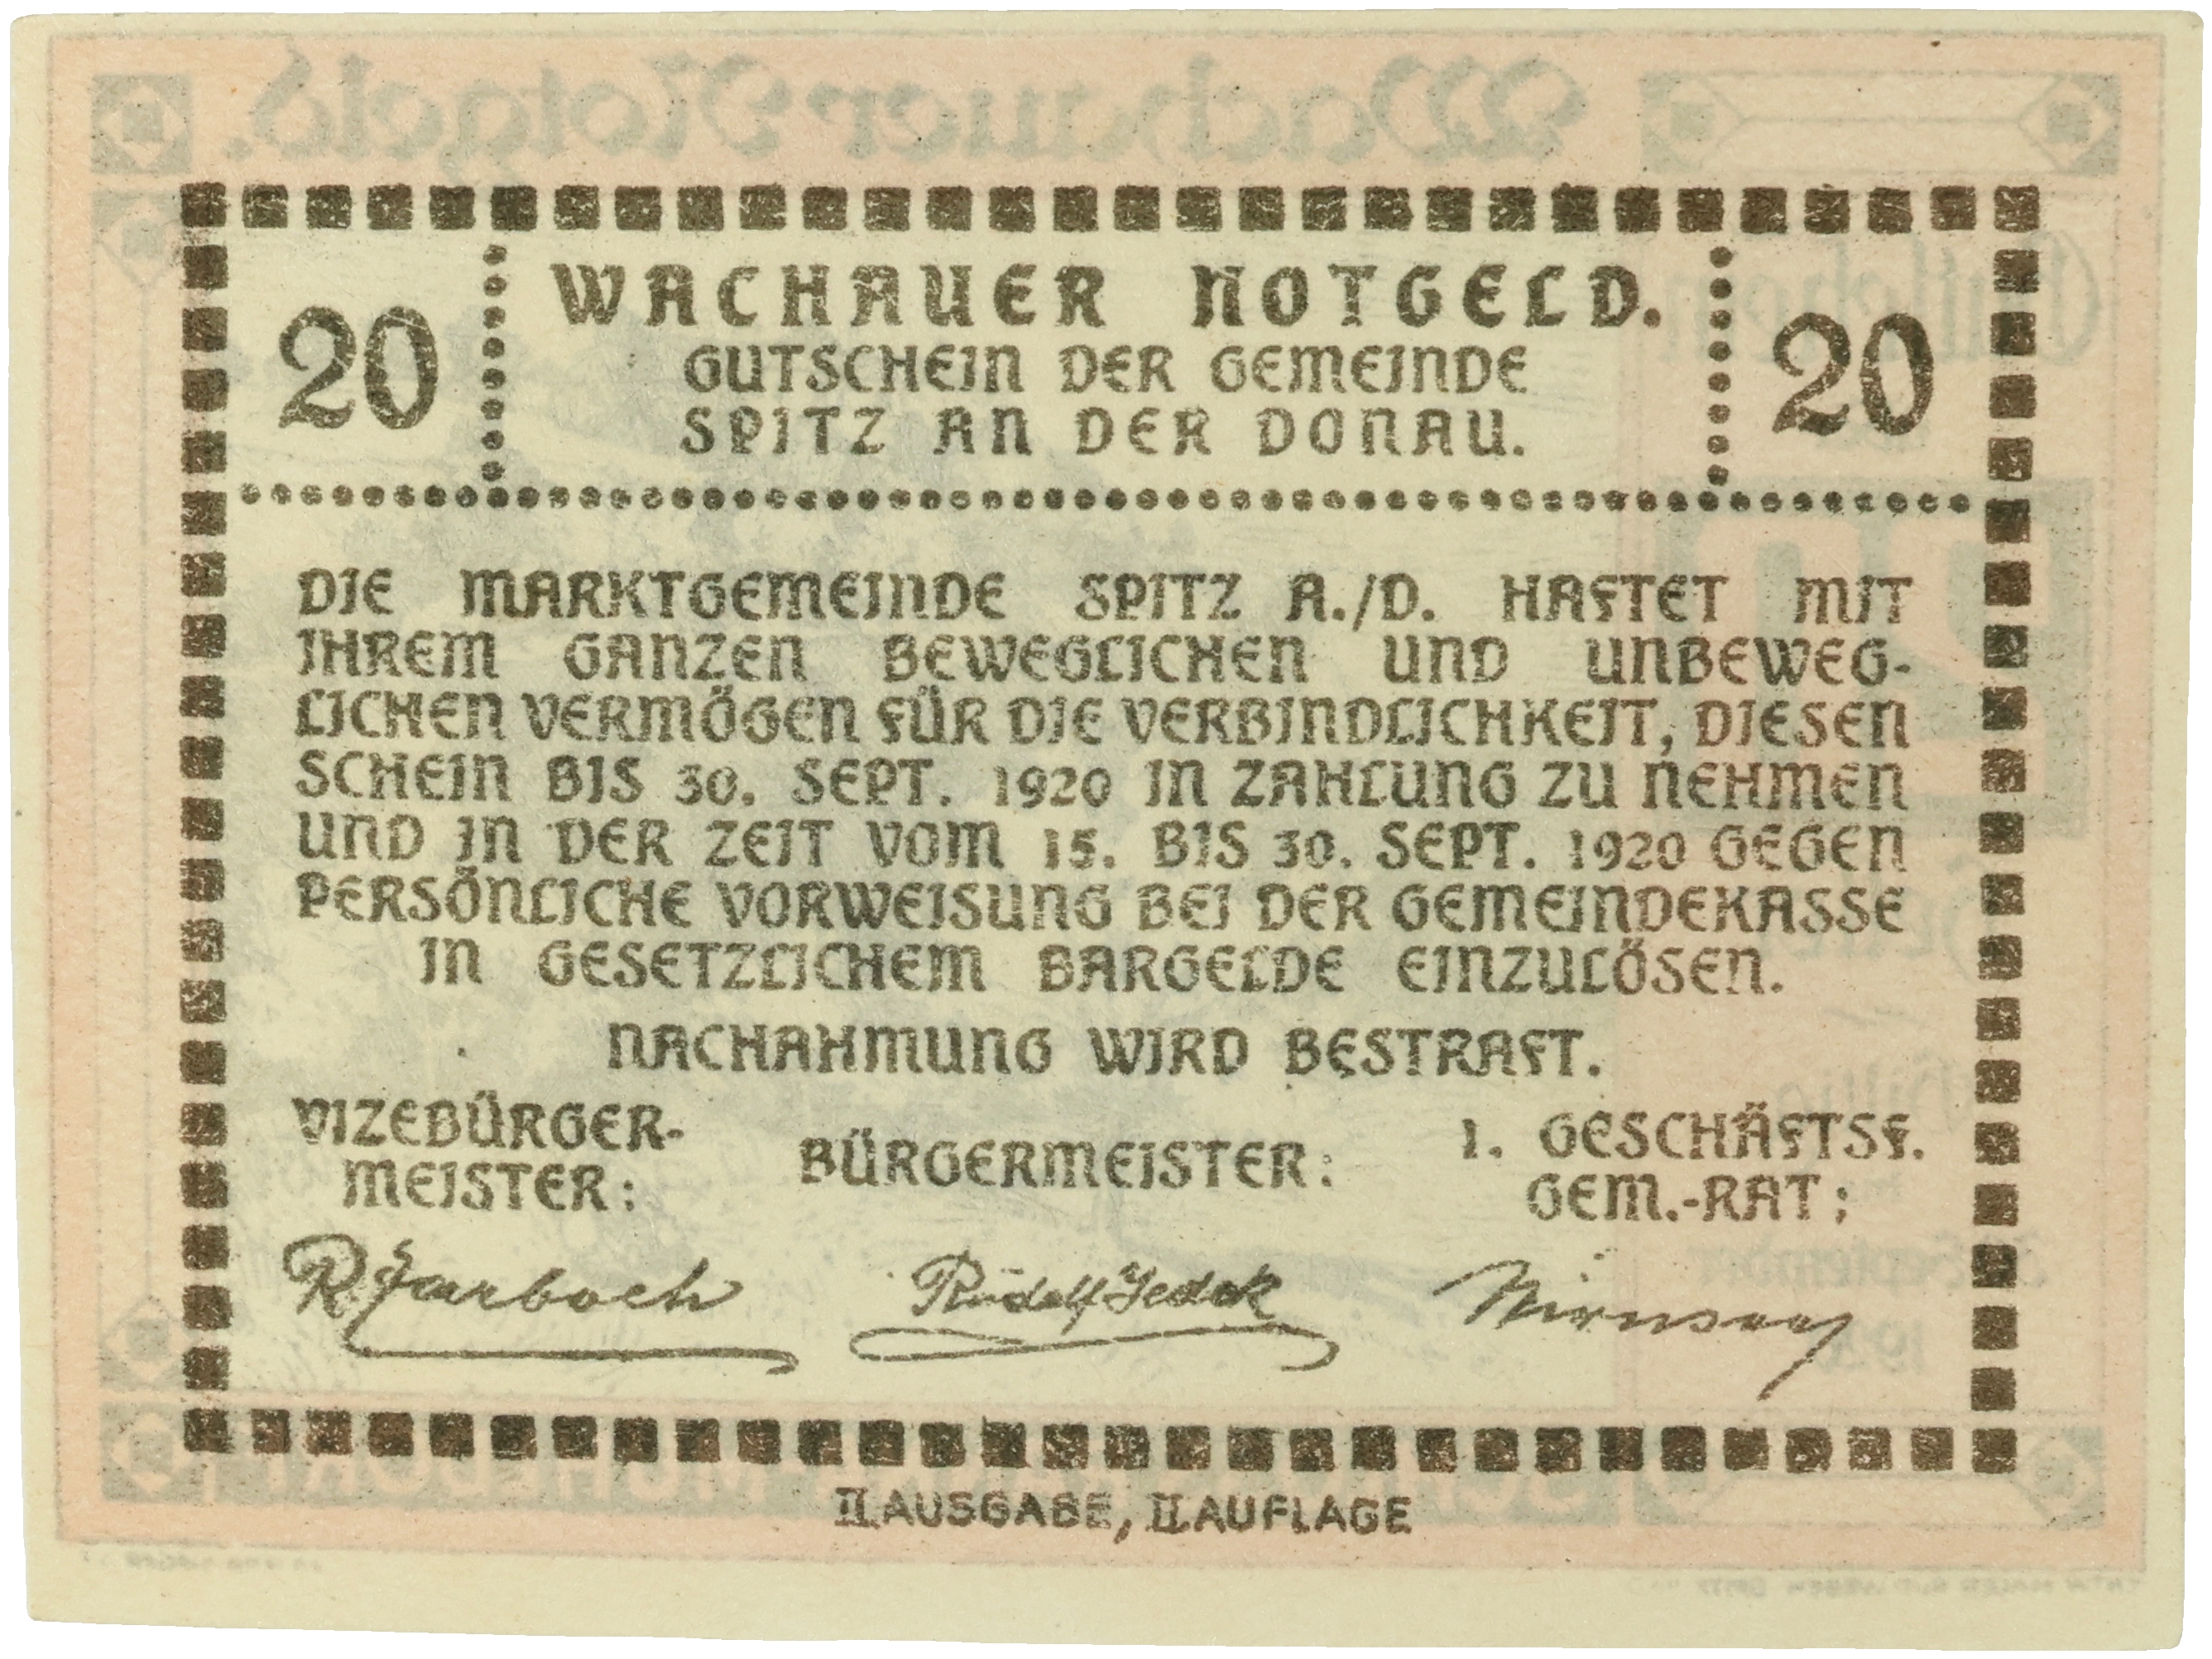 WACHAUER NOTGELD.
20
GUTSCHEIN DER GEMEINDE
SPITZ AN DER DONAU.
20
DIE MARKTGEMEINDE SPITZ A./D. HAFTET MIT
IHREM GANZEN BEWEGLICHEN UND UNBEWEG-
LICHEN VERMÖGEN FÜR DIE VERBINDLICHKEIT, DIESEN
SCHEIN BIS 30. SEPT. 1920 IN ZAHLUNG ZU NEHMEN
UND IN DER ZEIT VOM 15. BIS 30. SEPT. 1920 GEGEN
PERSÖNLICHE VORWEISUNG BEI DER GEMEINDEKASSE
IN GESETZLICHEM BARGELDE EINZULÖSEN.
NACHAHMUNG WIRD BESTRAFT.
VIZEBÜRGER-
MEISTER:
BÜRGERMEISTER:
1. GESCHÄFTSF.
GEM.-RAT:
Rudolf
II. AUSGABE, II. AUFLAGE